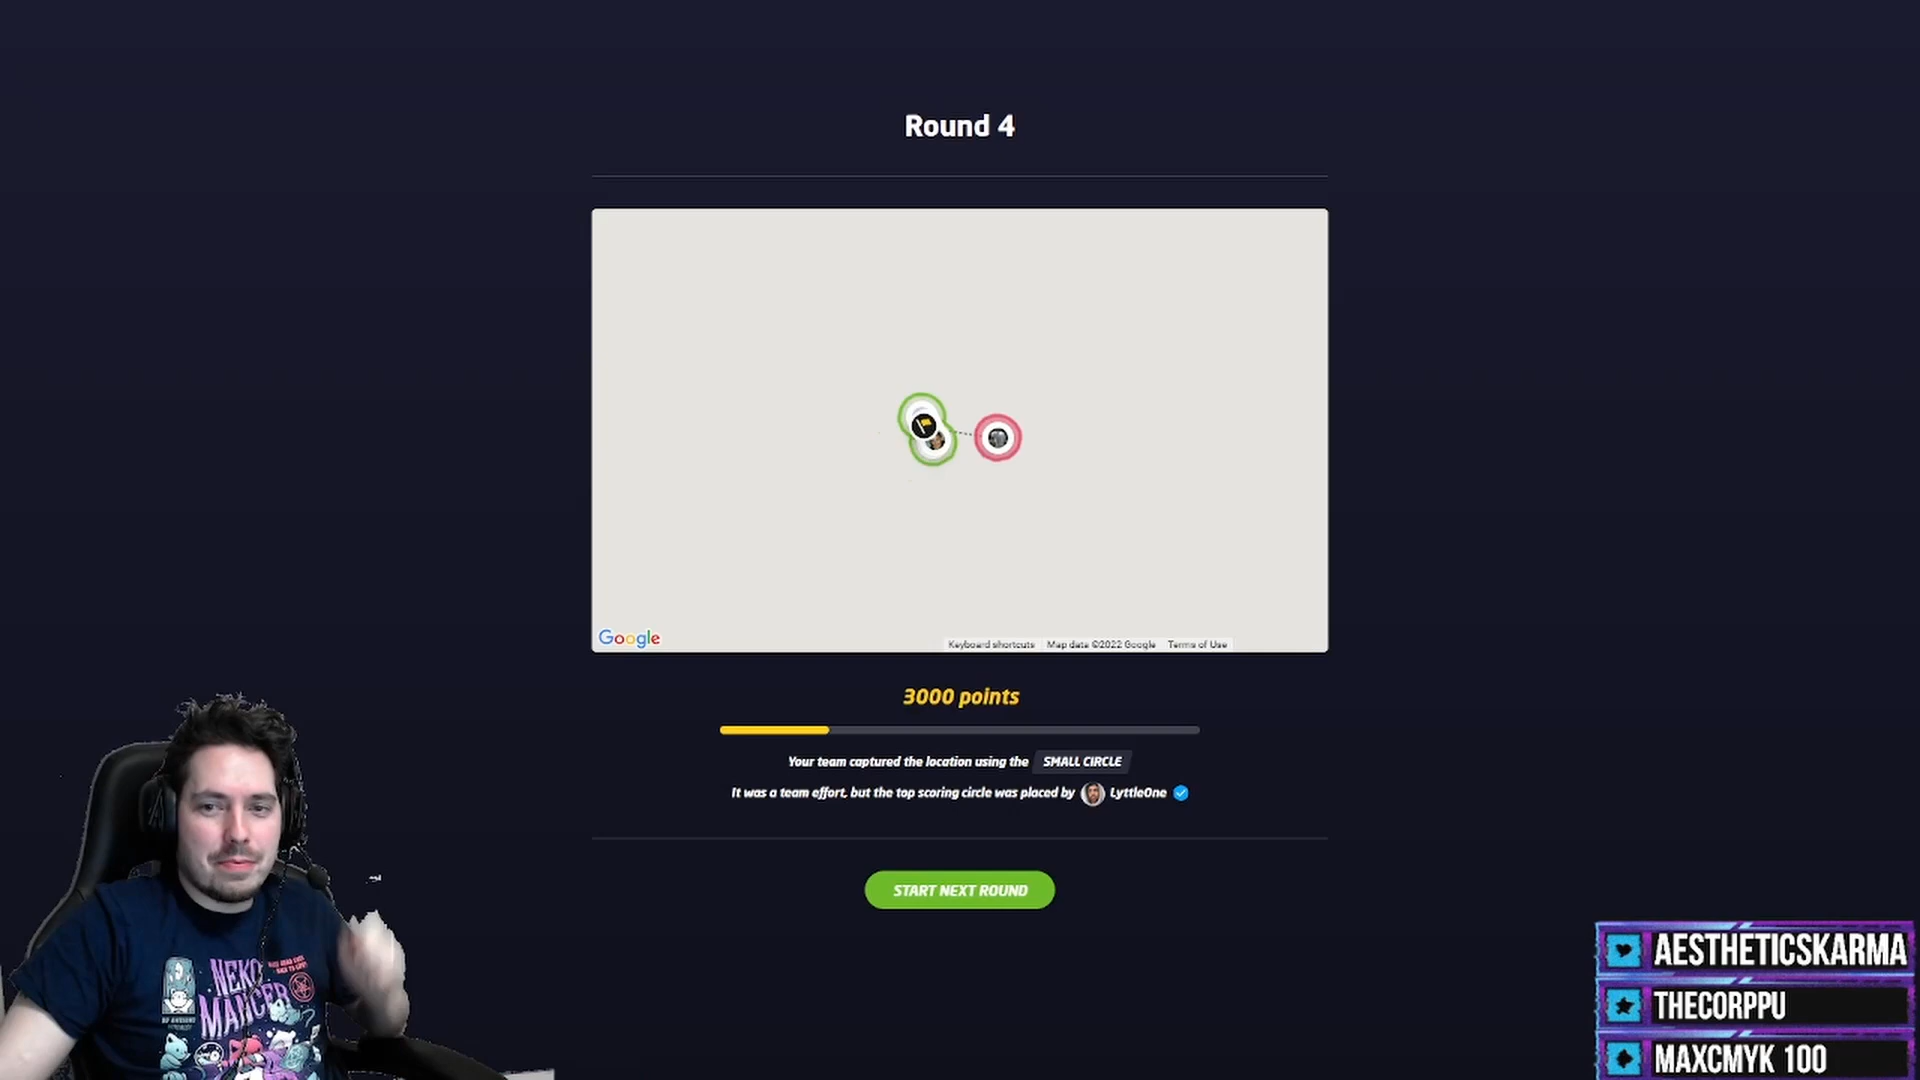 Round 4
Google
Keyboard shortcuts Map data ©2022 Google Terms of Use
3000 points
Your team captured the location using the SMALL CIRCLE
It was a team effort, but the top scoring circle was placed by LyttleOne
START NEXT ROUND
NEKO
MANCER
AESTHETICSKARMA
THECORPPU
MAXCMYK 100